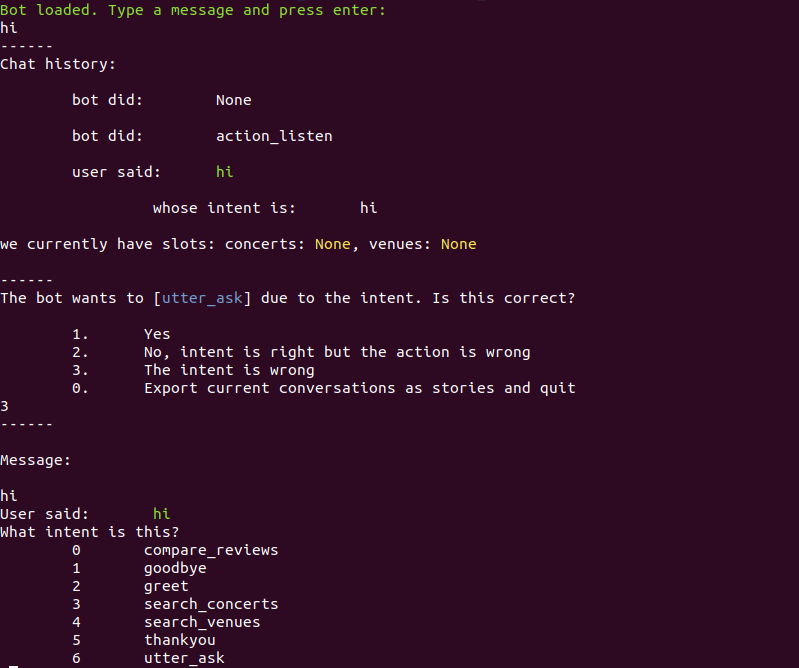 Bot loaded. Type a message and press enter:
hi
------
Chat history:
bot did: None
bot did: action_listen
user said: hi
whose intent is: hi
we currently have slots: concerts: None, venues: None
------
The bot wants to [utter_ask] due to the intent. Is this correct?
1. Yes
2. No, intent is right but the action is wrong
3. The intent is wrong
0. Export current conversations as stories and quit
3
------
Message:
hi
User said: hi
What intent is this?
0 compare_reviews
1 goodbye
2 greet
3 search_concerts
4 search_venues
5 thankyou
6 utter_ask